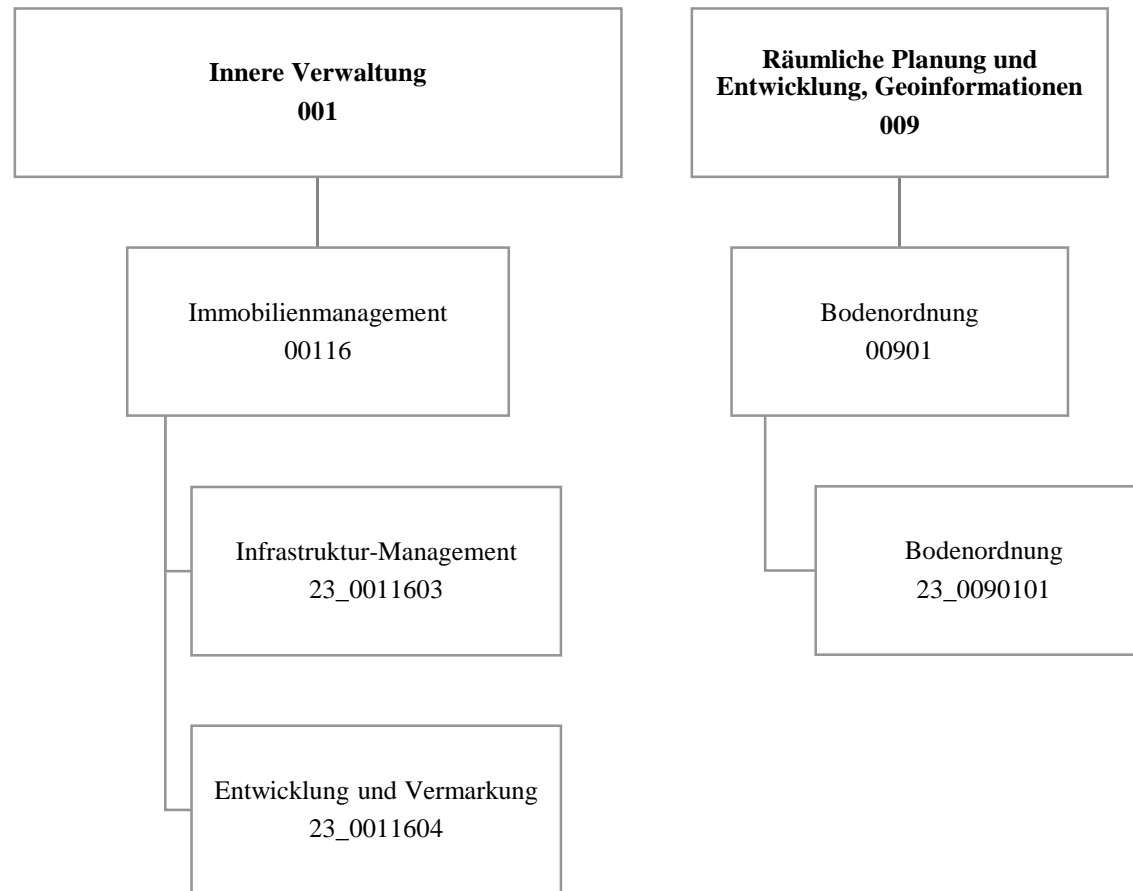 Innere Verwaltung
001
Immobilienmanagement
00116
Infrastruktur-Management
23_0011603
Entwicklung und Vermarkung
23_0011604
Räumliche Planung und
Entwicklung, Geoinformationen
009
Bodenordnung
00901
Bodenordnung
23_0090101